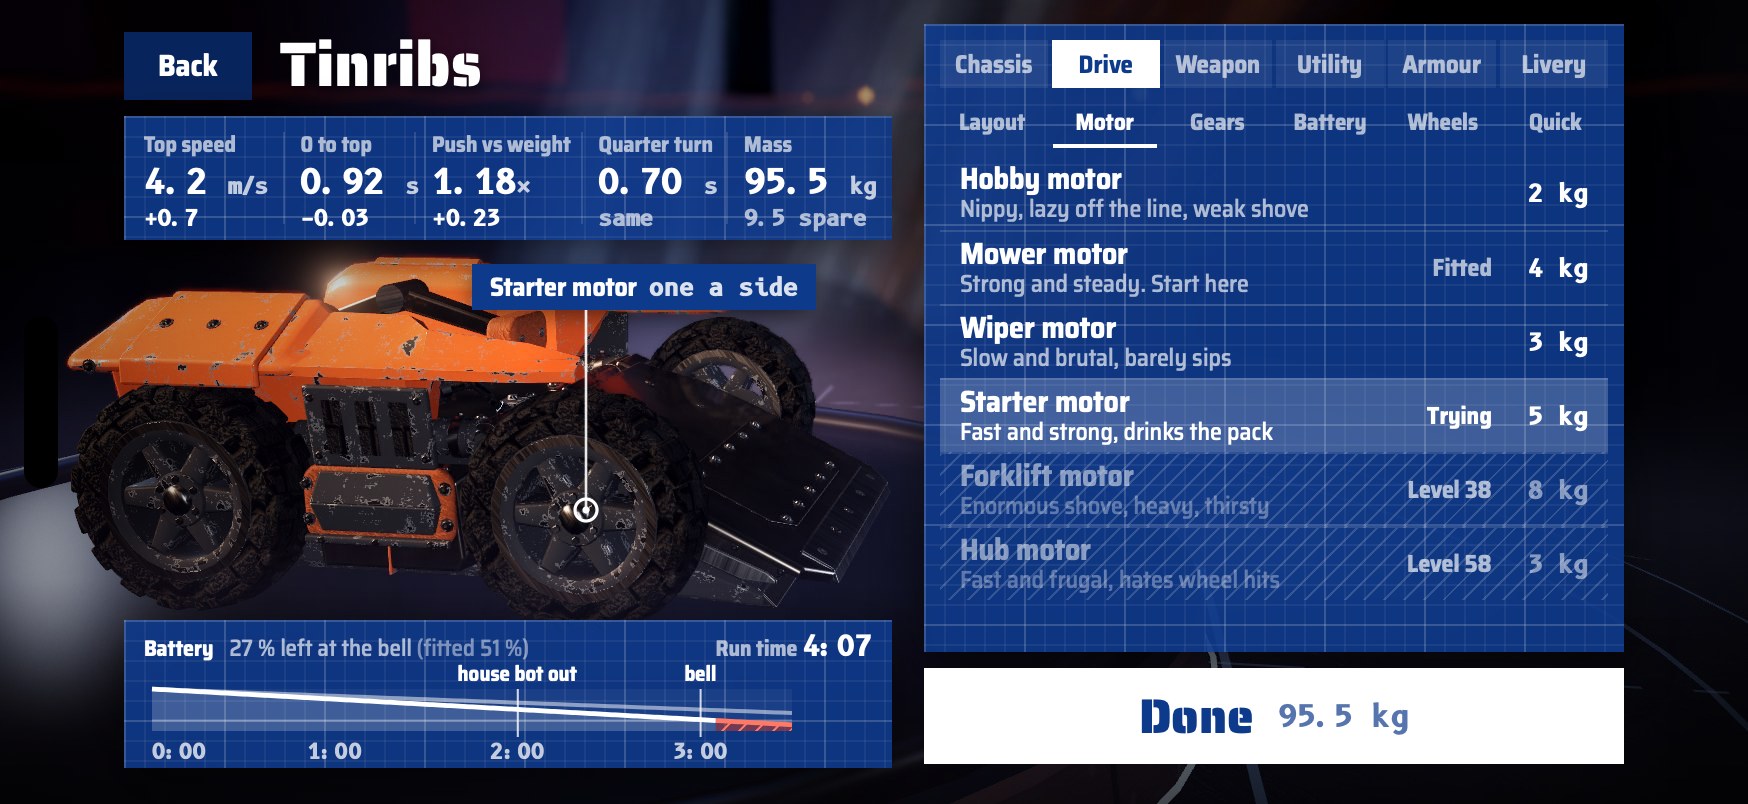 Back
Tinribs
Top speed
4. 2 m/s
+0. 7
0 to top
0. 92 s
−0. 03
Push vs weight
1. 18×
+0. 23
Quarter turn
0. 70 s
same
Mass
95. 5 kg
9. 5 spare
Starter motor one a side
Battery 27 % left at the bell (fitted 51 %)
Run time 4: 07
house bot out
bell
0: 00
1: 00
2: 00
3: 00
Chassis
Drive
Weapon
Utility
Armour
Livery
Layout
Motor
Gears
Battery
Wheels
Quick
Hobby motor
Nippy, lazy off the line, weak shove
2 kg
Mower motor
Strong and steady. Start here
Fitted
4 kg
Wiper motor
Slow and brutal, barely sips
3 kg
Starter motor
Fast and strong, drinks the pack
Trying
5 kg
Forklift motor
Enormous shove, heavy, thirsty
Level 38
8 kg
Hub motor
Fast and frugal, hates wheel hits
Level 58
3 kg
Done 95. 5 kg